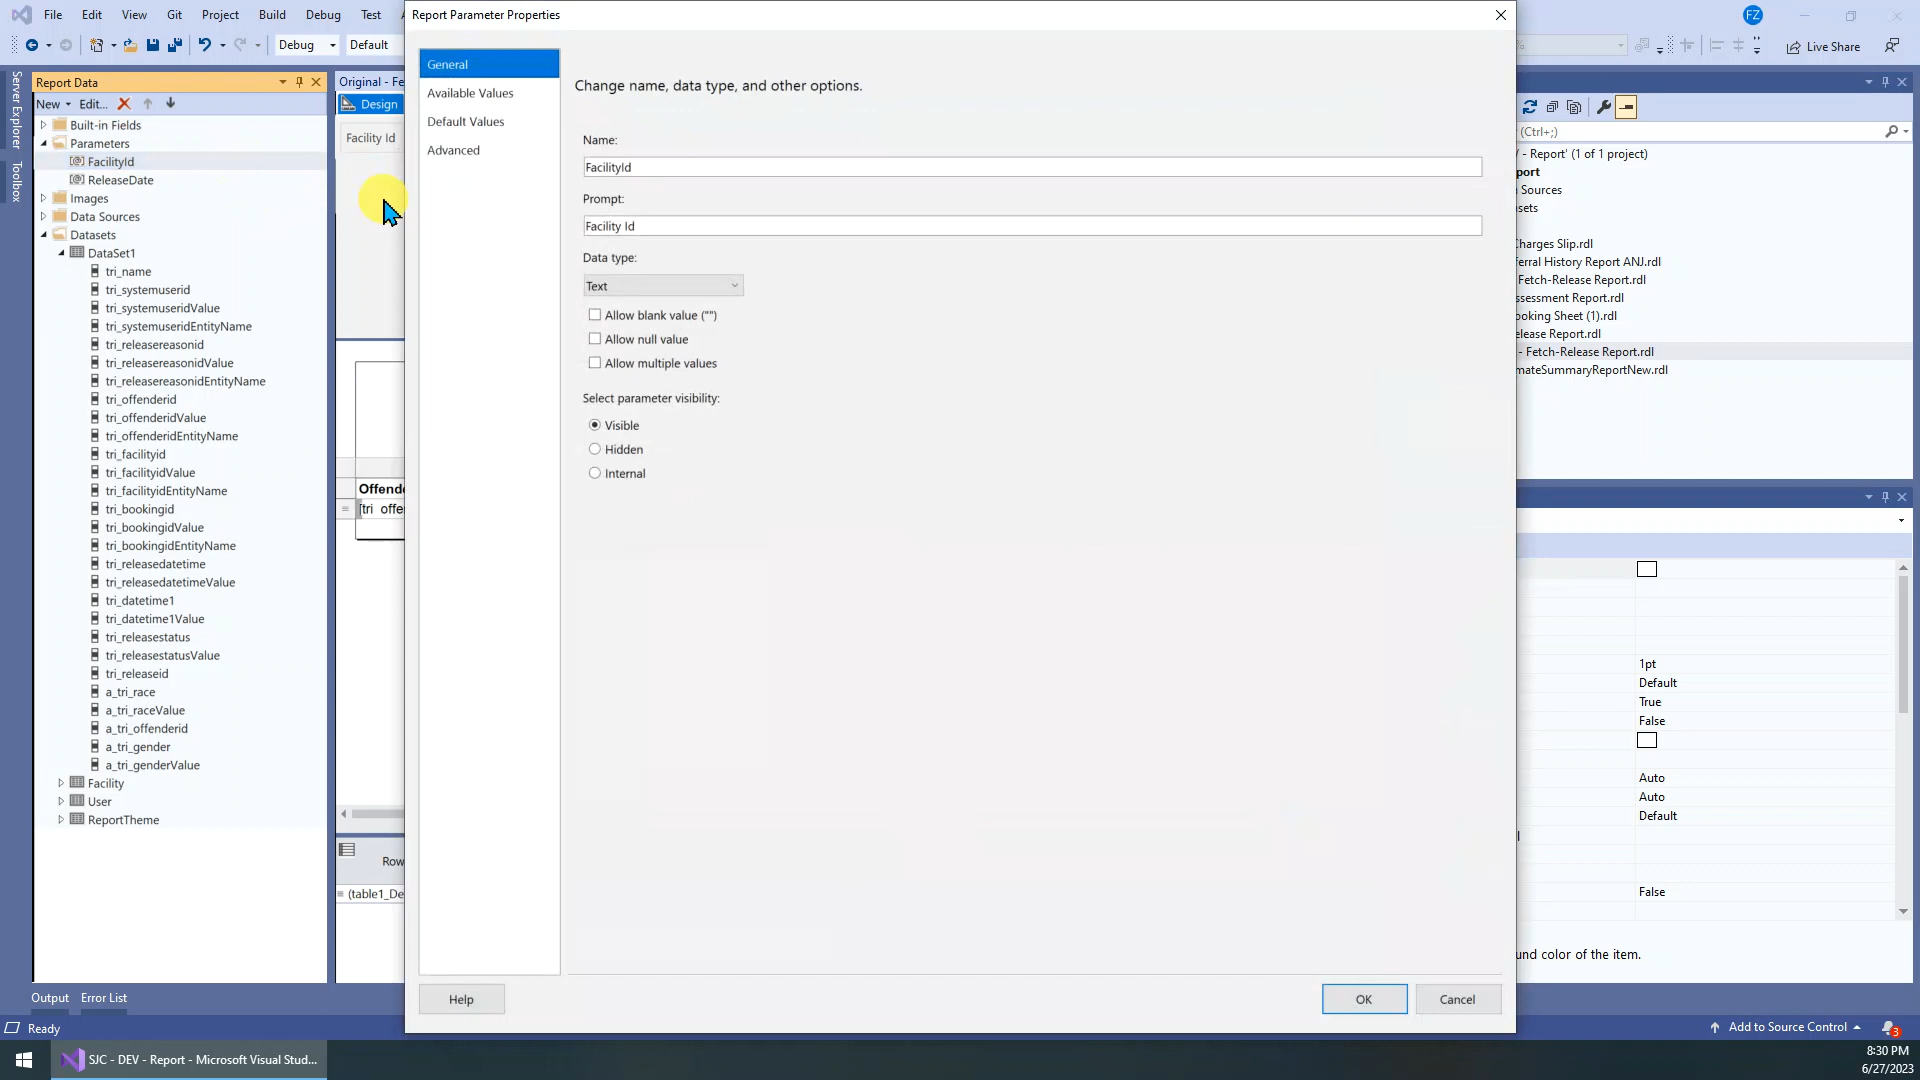 File Edit View Git Project Build Debug Test
Report Parameter Properties
FZ
Debug Default
Live Share
Server Explorer
Toolbox
Report Data
New Edit...
Built-in Fields
Parameters
FacilityId
ReleaseDate
Images
Data Sources
Datasets
DataSet1
tri_name
tri_systemuserid
tri_systemuseridValue
tri_systemuseridEntityName
tri_releasereasonid
tri_releasereasonidValue
tri_releasereasonidEntityName
tri_offenderid
tri_offenderidValue
tri_offenderidEntityName
tri_facilityid
tri_facilityidValue
tri_facilityidEntityName
tri_bookingid
tri_bookingidValue
tri_bookingidEntityName
tri_releasedatetime
tri_releasedatetimeValue
tri_datetime1
tri_datetime1Value
tri_releasestatus
tri_releasestatusValue
tri_releaseid
a_tri_race
a_tri_raceValue
a_tri_offenderid
a_tri_gender
a_tri_genderValue
Facility
User
ReportTheme
Original - Fe
Design
Facility Id
Offende
[tri offe
Row
(table1_De
General
Available Values
Default Values
Advanced
Change name, data type, and other options.
Name:
FacilityId
Prompt:
Facility Id
Data type:
Text
Allow blank value ("")
Allow null value
Allow multiple values
Select parameter visibility:
Visible
Hidden
Internal
Help
OK
Cancel
(Ctrl+;)
- Report' (1 of 1 project)
port
Sources
sets
Charges Slip.rdl
ferral History Report ANJ.rdl
Fetch-Release Report.rdl
ssessment Report.rdl
ooking Sheet (1).rdl
elease Report.rdl
- Fetch-Release Report.rdl
mateSummaryReportNew.rdl
1pt
Default
True
False
Auto
Auto
Default
False
und color of the item.
Output Error List
Ready
Add to Source Control
3
SJC - DEV - Report - Microsoft Visual Stud...
8:30 PM
6/27/2023